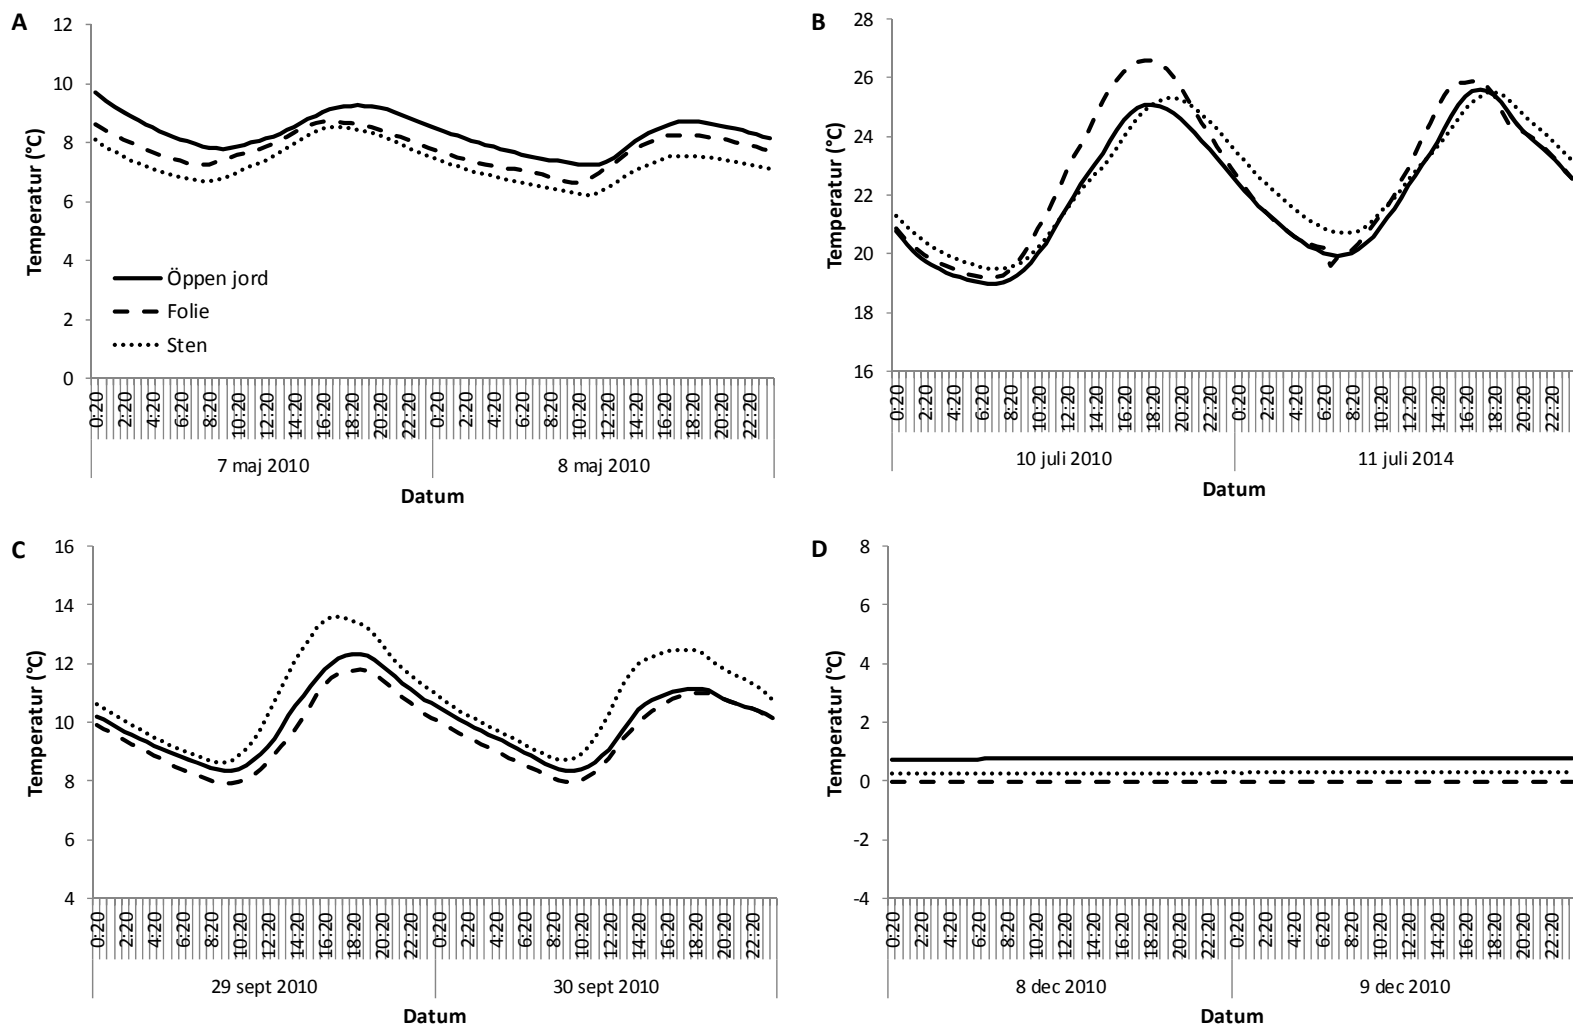 A
Temperatur (°C)
12
10
8
6
4
2
0
Öppen jord
Folie
Sten
0:20 2:20 4:20 6:20 8:20 10:20 12:20 14:20 16:20 18:20 20:20 22:20 0:20 2:20 4:20 6:20 8:20 10:20 12:20 14:20 16:20 18:20 20:20 22:20
7 maj 2010 8 maj 2010
Datum
B
Temperatur (°C)
28
26
24
22
20
18
16
0:20 2:20 4:20 6:20 8:20 10:20 12:20 14:20 16:20 18:20 20:20 22:20 0:20 2:20 4:20 6:20 8:20 10:20 12:20 14:20 16:20 18:20 20:20 22:20
10 juli 2010 11 juli 2014
Datum
C
Temperatur (°C)
16
14
12
10
8
6
4
0:20 2:20 4:20 6:20 8:20 10:20 12:20 14:20 16:20 18:20 20:20 22:20 0:20 2:20 4:20 6:20 8:20 10:20 12:20 14:20 16:20 18:20 20:20 22:20
29 sept 2010 30 sept 2010
Datum
D
Temperatur (°C)
8
6
4
2
0
-2
-4
0:20 2:20 4:20 6:20 8:20 10:20 12:20 14:20 16:20 18:20 20:20 22:20 0:20 2:20 4:20 6:20 8:20 10:20 12:20 14:20 16:20 18:20 20:20 22:20
8 dec 2010 9 dec 2010
Datum